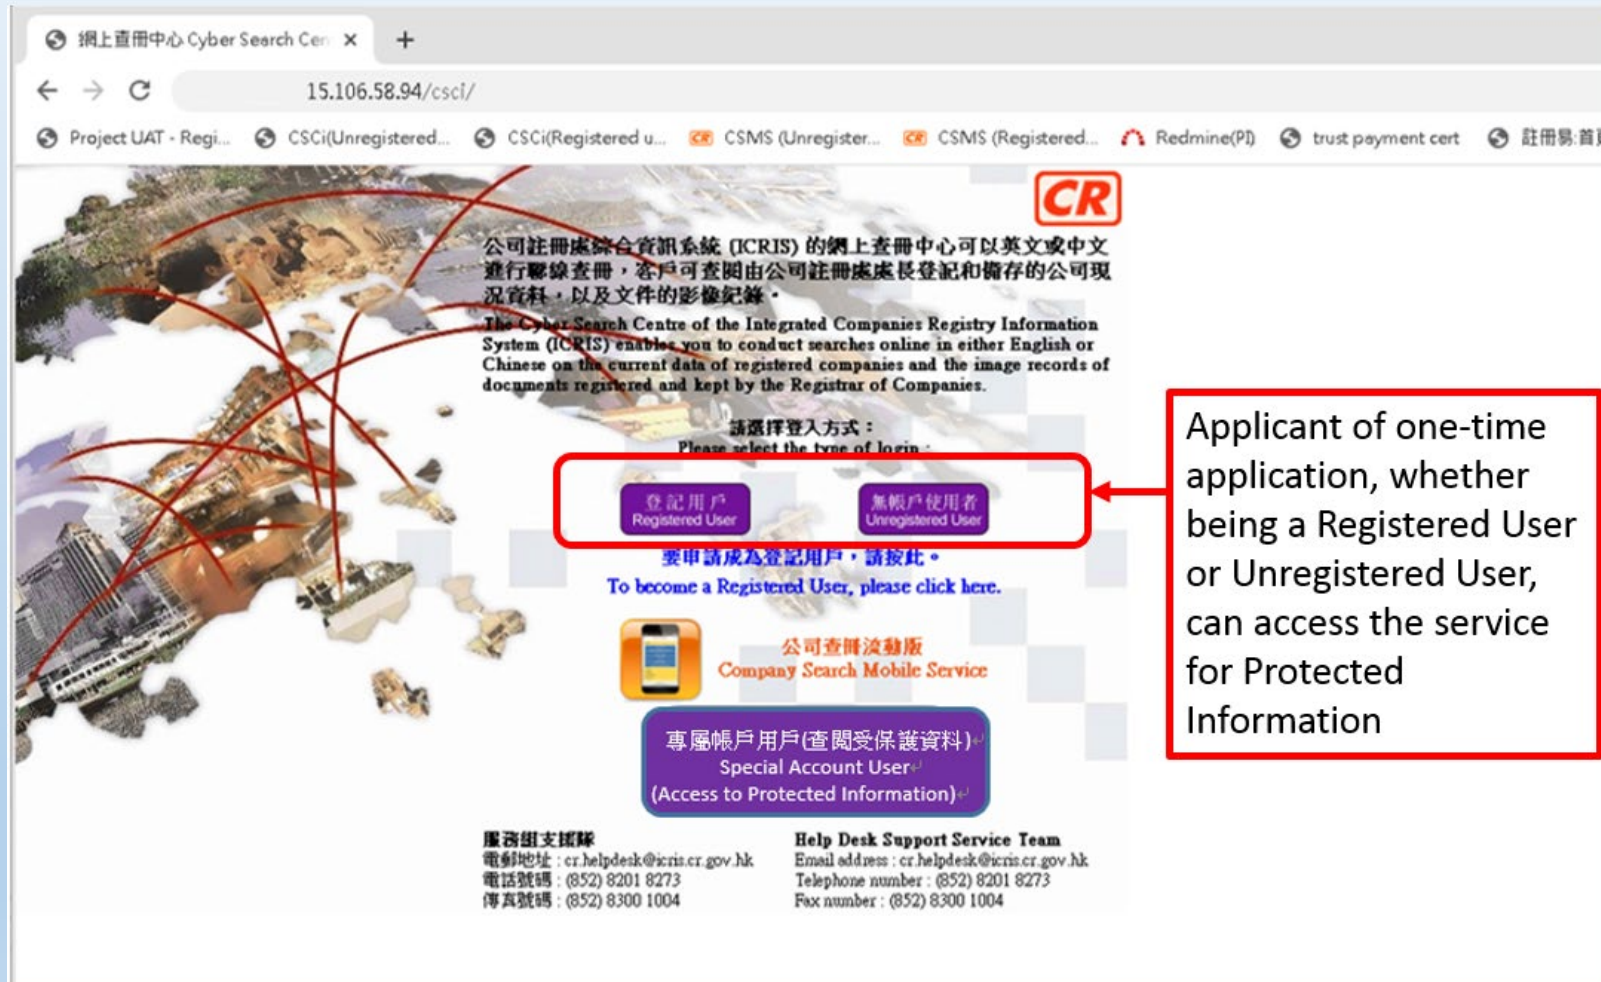 網上查冊中心 Cyber Search Cen
15.106.58.94/csci/
Project UAT - Regi... CSCi(Unregistered... CSCi(Registered u... CR CSMS (Unregister... CR CSMS (Registered... Redmine(PI) trust payment cert 註冊易:首頁
CR
公司註冊處綜合資訊系統 (ICRIS) 的網上查冊中心可以英文或中文
進行聯線查冊,客戶可查閱由公司註冊處處長登記和備存的公司現
況資料,以及文件的影像紀錄。
The Cyber Search Centre of the Integrated Companies Registry Information
System (ICRIS) enables you to conduct searches online in either English or
Chinese on the current data of registered companies and the image records of
documents registered and kept by the Registrar of Companies.
請選擇登入方式:
Please select the type of login :
登記用戶
Registered User
無帳戶使用者
Unregistered User
要申請成為登記用戶,請按此。
To become a Registered User, please click here.
公司查冊流動版
Company Search Mobile Service
專屬帳戶用戶(查閱受保護資料)
Special Account User
(Access to Protected Information)
服務組支援隊
電郵地址 : cr.helpdesk@icris.cr.gov.hk
電話號碼 : (852) 8201 8273
傳真號碼 : (852) 8300 1004
Help Desk Support Service Team
Email address : cr.helpdesk@icris.cr.gov.hk
Telephone number : (852) 8201 8273
Fax number : (852) 8300 1004
Applicant of one-time
application, whether
being a Registered User
or Unregistered User,
can access the service
for Protected
Information